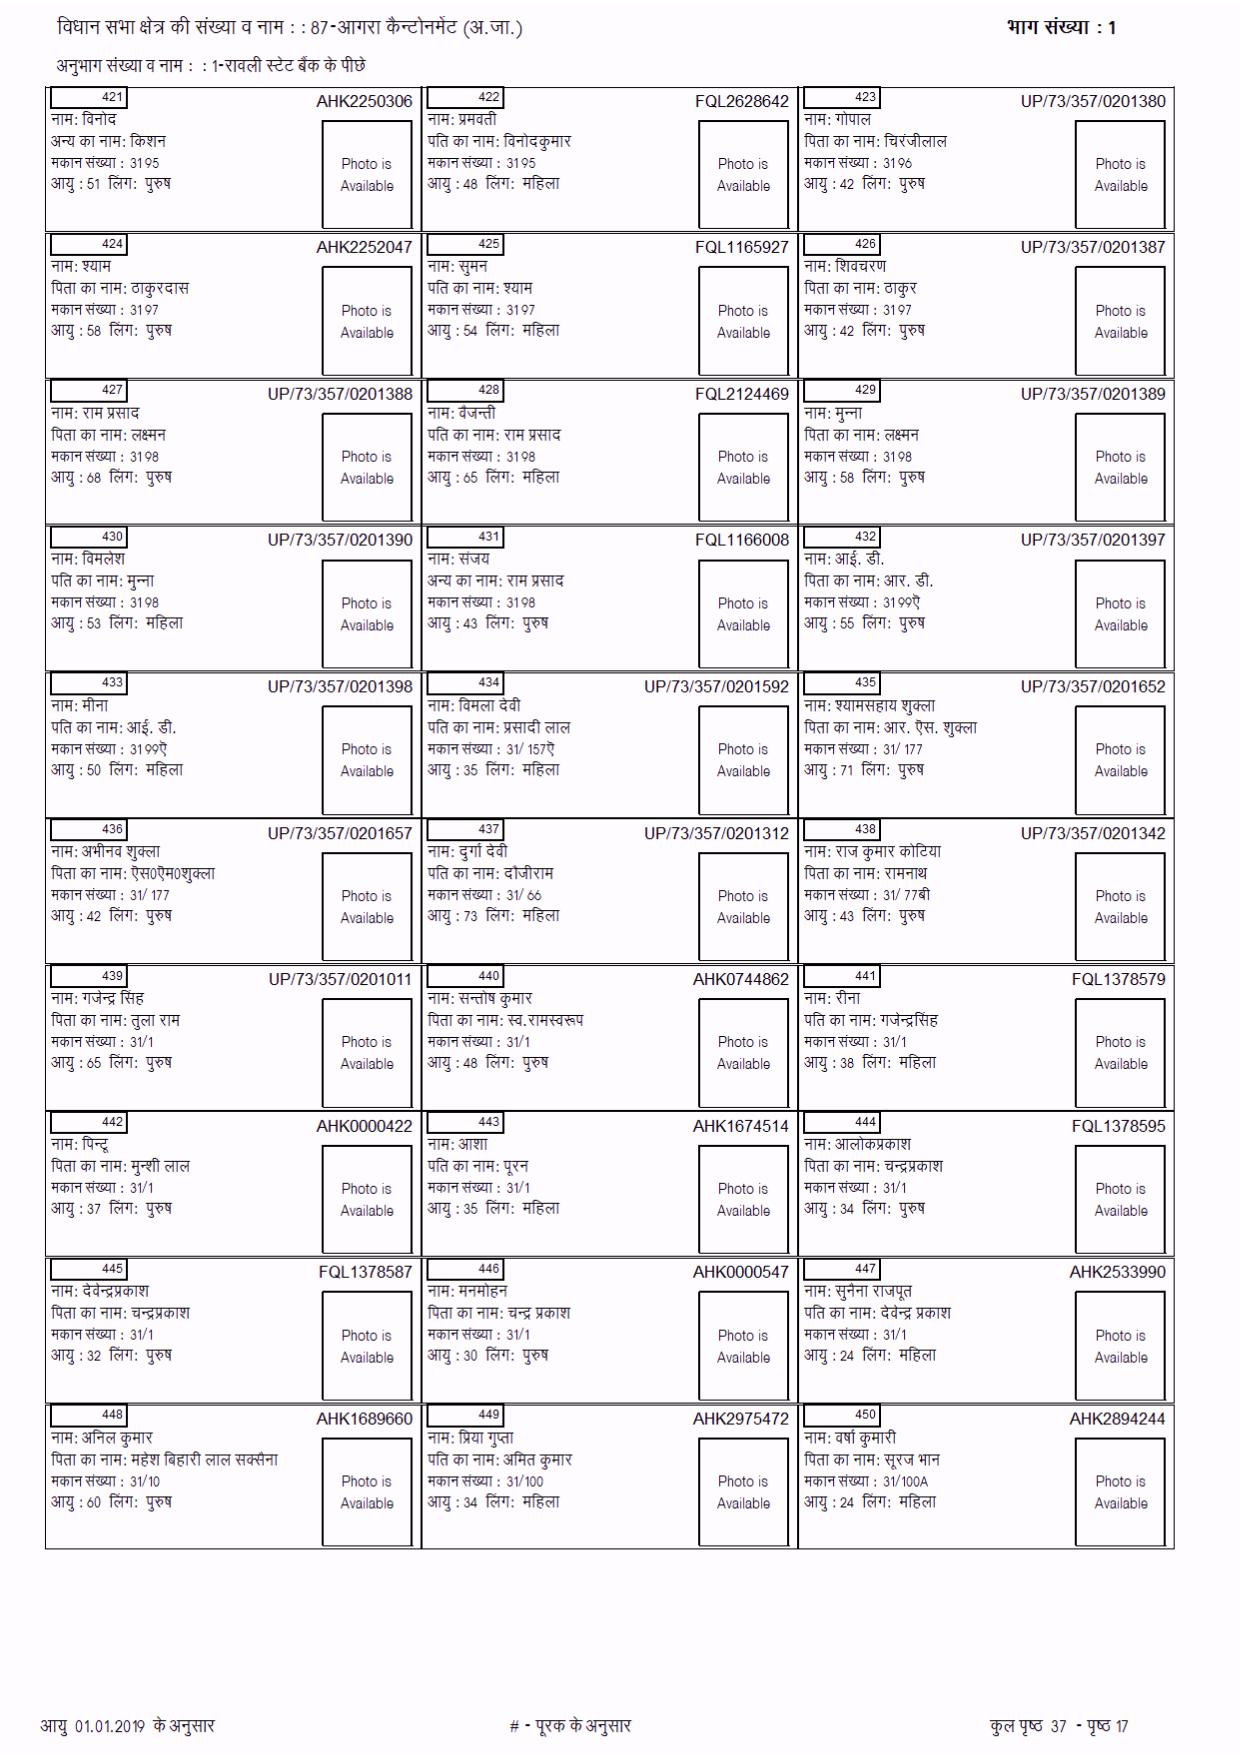 विधान सभा क्षेत्र की संख्या व नाम : : 87-आगरा कैन्टोनमेंट (अ.जा.)
भाग संख्या : 1
अनुभाग संख्या व नाम : : 1-रावली स्टेट बैंक के पीछे
421 AHK2250306
नाम: विनोद
अन्य का नाम: किशन
मकान संख्या : 3195
आयु : 51 लिंग: पुरुष
Photo is
Available
422 FQL2628642
नाम: प्रमवती
पति का नाम: विनोदकुमार
मकान संख्या : 3195
आयु : 48 लिंग: महिला
Photo is
Available
423 UP/73/357/0201380
नाम: गोपाल
पिता का नाम: चिरंजीलाल
मकान संख्या : 3196
आयु : 42 लिंग: पुरुष
Photo is
Available
424 AHK2252047
नाम: श्याम
पिता का नाम: ठाकुरदास
मकान संख्या : 3197
आयु : 58 लिंग: पुरुष
Photo is
Available
425 FQL1165927
नाम: सुमन
पति का नाम: श्याम
मकान संख्या : 3197
आयु : 54 लिंग: महिला
Photo is
Available
426 UP/73/357/0201387
नाम: शिवचरण
पिता का नाम: ठाकुर
मकान संख्या : 3197
आयु : 42 लिंग: पुरुष
Photo is
Available
427 UP/73/357/0201388
नाम: राम प्रसाद
पिता का नाम: लक्ष्मन
मकान संख्या : 3198
आयु : 68 लिंग: पुरुष
Photo is
Available
428 FQL2124469
नाम: वैजन्ती
पति का नाम: राम प्रसाद
मकान संख्या : 3198
आयु : 65 लिंग: महिला
Photo is
Available
429 UP/73/357/0201389
नाम: मुन्ना
पिता का नाम: लक्ष्मन
मकान संख्या : 3198
आयु : 58 लिंग: पुरुष
Photo is
Available
430 UP/73/357/0201390
नाम: विमलेश
पति का नाम: मुन्ना
मकान संख्या : 3198
आयु : 53 लिंग: महिला
Photo is
Available
431 FQL1166008
नाम: संजय
अन्य का नाम: राम प्रसाद
मकान संख्या : 3198
आयु : 43 लिंग: पुरुष
Photo is
Available
432 UP/73/357/0201397
नाम: आई. डी.
पिता का नाम: आर. डी.
मकान संख्या : 3199ऐ
आयु : 55 लिंग: पुरुष
Photo is
Available
433 UP/73/357/0201398
नाम: मीना
पति का नाम: आई. डी.
मकान संख्या : 3199ऐ
आयु : 50 लिंग: महिला
Photo is
Available
434 UP/73/357/0201592
नाम: विमला देवी
पति का नाम: प्रसादी लाल
मकान संख्या : 31/ 157ऐ
आयु : 35 लिंग: महिला
Photo is
Available
435 UP/73/357/0201652
नाम: श्यामसहाय शुक्ला
पिता का नाम: आर. ऎस. शुक्ला
मकान संख्या : 31/ 177
आयु : 71 लिंग: पुरुष
Photo is
Available
436 UP/73/357/0201657
नाम: अभीनव शुक्ला
पिता का नाम: ऎस0ऎम0शुक्ला
मकान संख्या : 31/ 177
आयु : 42 लिंग: पुरुष
Photo is
Available
437 UP/73/357/0201312
नाम: दुर्गा देवी
पति का नाम: दौजीराम
मकान संख्या : 31/ 66
आयु : 73 लिंग: महिला
Photo is
Available
438 UP/73/357/0201342
नाम: राज कुमार कोटिया
पिता का नाम: रामनाथ
मकान संख्या : 31/ 77बी
आयु : 43 लिंग: पुरुष
Photo is
Available
439 UP/73/357/0201011
नाम: गजेन्द्र सिंह
पिता का नाम: तुला राम
मकान संख्या : 31/1
आयु : 65 लिंग: पुरुष
Photo is
Available
440 AHK0744862
नाम: सन्तोष कुमार
पिता का नाम: स्व.रामस्वरूप
मकान संख्या : 31/1
आयु : 48 लिंग: पुरुष
Photo is
Available
441 FQL1378579
नाम: रीना
पति का नाम: गजेन्द्रसिंह
मकान संख्या : 31/1
आयु : 38 लिंग: महिला
Photo is
Available
442 AHK0000422
नाम: पिन्टू
पिता का नाम: मुन्शी लाल
मकान संख्या : 31/1
आयु : 37 लिंग: पुरुष
Photo is
Available
443 AHK1674514
नाम: आशा
पति का नाम: पूरन
मकान संख्या : 31/1
आयु : 35 लिंग: महिला
Photo is
Available
444 FQL1378595
नाम: आलोकप्रकाश
पिता का नाम: चन्द्रप्रकाश
मकान संख्या : 31/1
आयु : 34 लिंग: पुरुष
Photo is
Available
445 FQL1378587
नाम: देवेन्द्रप्रकाश
पिता का नाम: चन्द्रप्रकाश
मकान संख्या : 31/1
आयु : 32 लिंग: पुरुष
Photo is
Available
446 AHK0000547
नाम: मनमोहन
पिता का नाम: चन्द्र प्रकाश
मकान संख्या : 31/1
आयु : 30 लिंग: पुरुष
Photo is
Available
447 AHK2533990
नाम: सुनैना राजपूत
पति का नाम: देवेन्द्र प्रकाश
मकान संख्या : 31/1
आयु : 24 लिंग: महिला
Photo is
Available
448 AHK1689660
नाम: अनिल कुमार
पिता का नाम: महेश बिहारी लाल सक्सैना
मकान संख्या : 31/10
आयु : 60 लिंग: पुरुष
Photo is
Available
449 AHK2975472
नाम: प्रिया गुप्ता
पति का नाम: अमित कुमार
मकान संख्या : 31/100
आयु : 34 लिंग: महिला
Photo is
Available
450 AHK2894244
नाम: वर्षा कुमारी
पिता का नाम: सूरज भान
मकान संख्या : 31/100A
आयु : 24 लिंग: महिला
Photo is
Available
आयु 01.01.2019 के अनुसार
# - पूरक के अनुसार
कुल पृष्ठ 37 - पृष्ठ 17